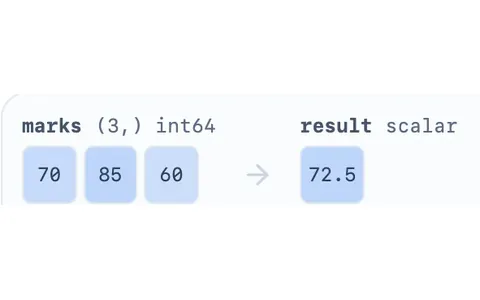 marks (3,) int64 result scalar
70 85 60 → 72.5